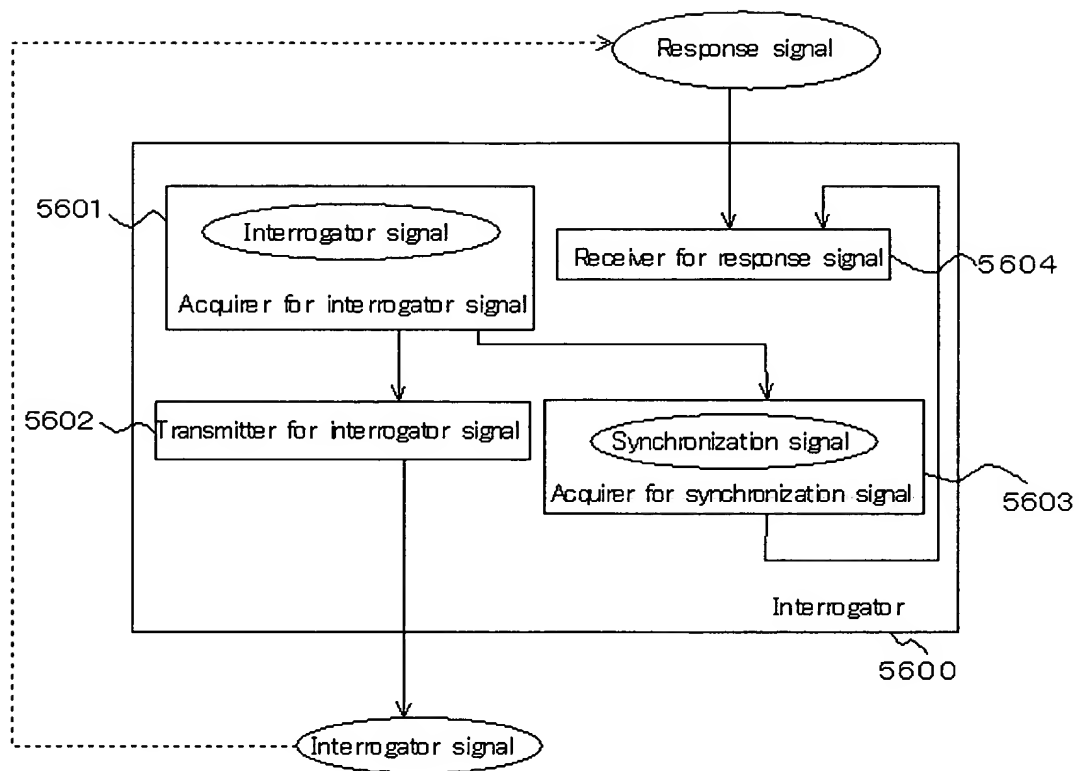 Response signal
5601
Interrogator signal
Acquirer for interrogator signal
Receiver for response signal
5604
5602
Transmitter for interrogator signal
Synchronization signal
Acquirer for synchronization signal
5603
Interrogator
5600
Interrogator signal